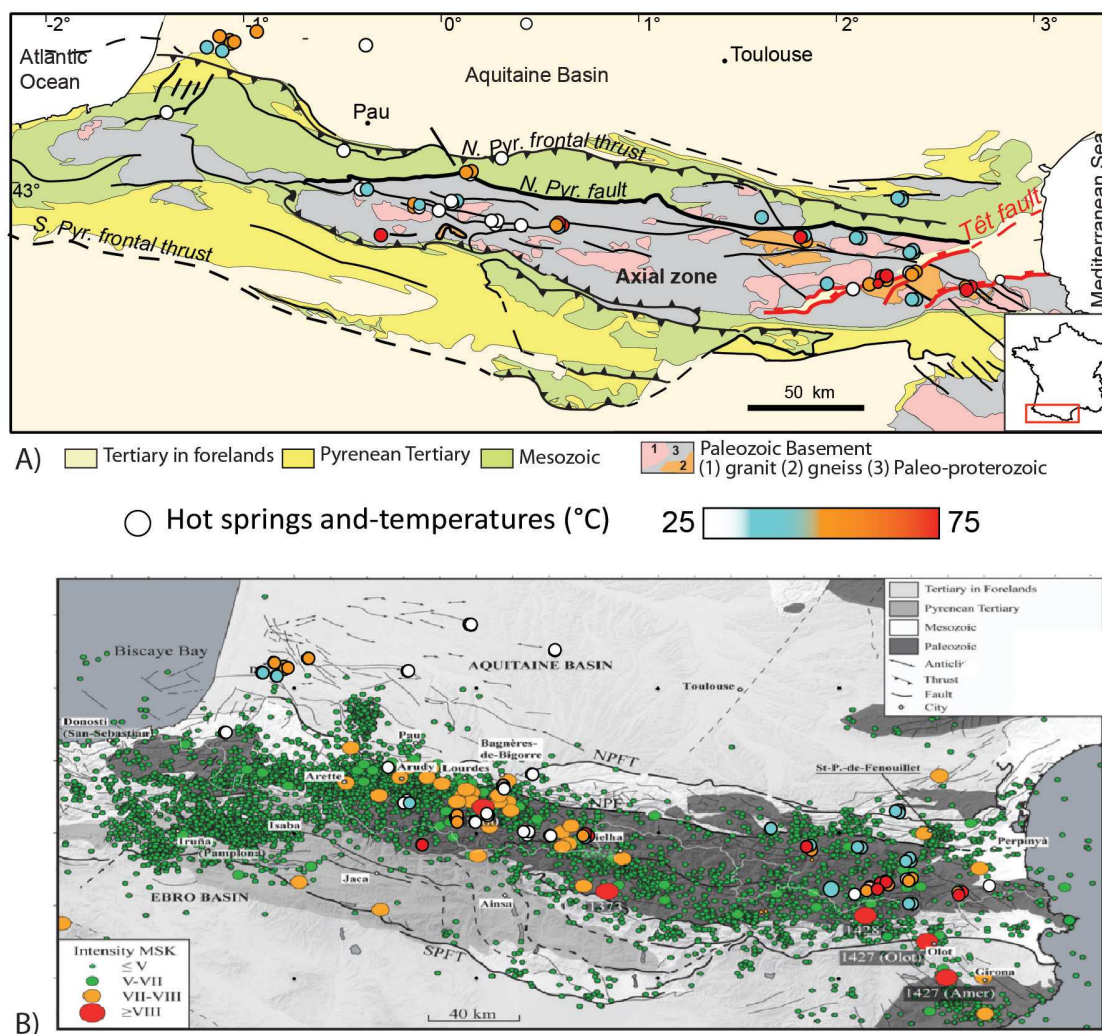 -2° -1° 0° 1 2° 3°
Atlantic
Ocean
Toulouse
Aquitaine Basin
Pau
N. Pyr. frontal thrust
43°
N. Pyr. fault
Têt fault
Mediterranean Sea
S. Pyr. frontal thrust
Axial zone
50 km
A)
Tertiary in forelands Pyrenean Tertiary Mesozoic
1 3 2
Paleozoic Basement
(1) granit (2) gneiss (3) Paleo-proterozoic
Hot springs and-temperatures (°C) 25 75
Tertiary in Forelands
Pyrenean Tertiary
Mesozoic
Paleozoic
Thrust
Fault
City
Biscaye Bay
AQUITAINE BASIN
Toulouse
Donosti
(San-Sebastian)
Pau
Bagnères-
de-Bigorre
NPFT
Arudy Lourdes
Arette
St-P.-de-Fenouillet
NPF
Isaba
Iruña
(Pamplona)
Perpinyà
Jaca
EBRO BASIN
Ainsa
1373
1428
SPFT
Olot
1427 (Olot)
Girona
1427 (Amer)
Intensity MSK
≤ V
V-VII
VII-VIII
≥VIII
40 km
B)